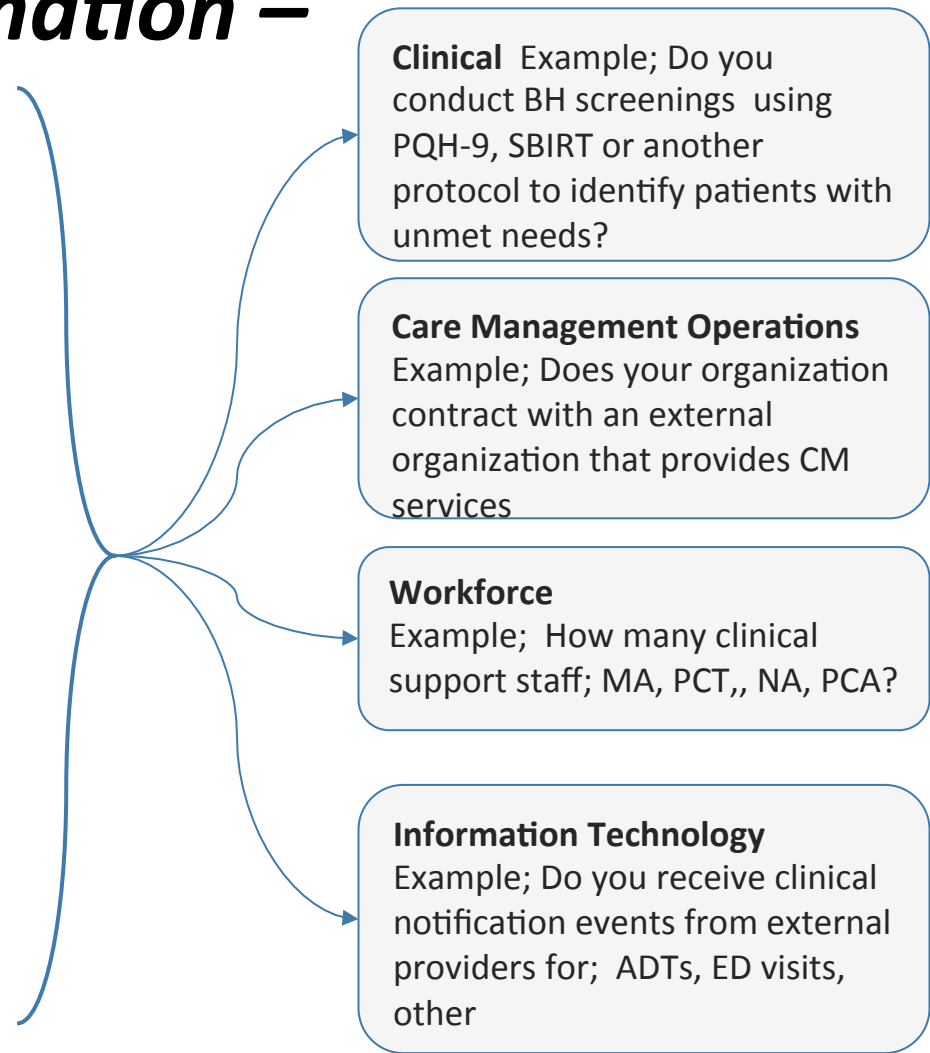 nation –
Clinical Example; Do you
conduct BH screenings using
PQH-9, SBIRT or another
protocol to identify patients with
unmet needs?
Care Management Operations
Example; Does your organization
contract with an external
organization that provides CM
services
Workforce
Example; How many clinical
support staff; MA, PCT,, NA, PCA?
Information Technology
Example; Do you receive clinical
notification events from external
providers for; ADTs, ED visits,
other